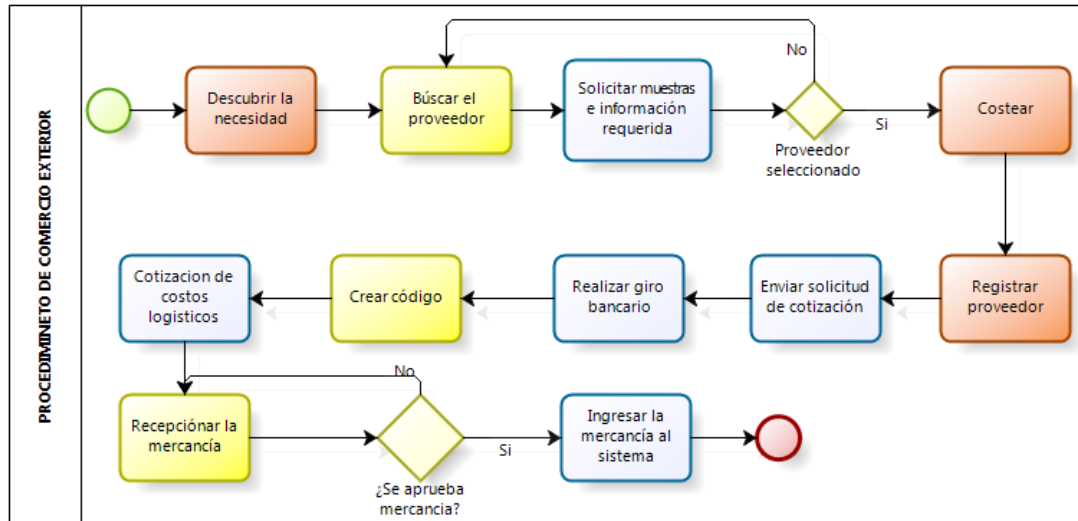 PROCEDIMINETO DE COMERCIO EXTERIOR
No
Descubrir la
necesidad
Búscar el
proveedor
Solicitar muestras
e información
requerida
Si
Costear
Proveedor
seleccionado
Cotizacion de
costos
logisticos
Crear código
Realizar giro
bancario
Enviar solicitud
de cotización
Registrar
proveedor
No
Recepciónar la
mercancía
Si
Ingresar la
mercancía al
sistema
¿Se aprueba
mercancia?